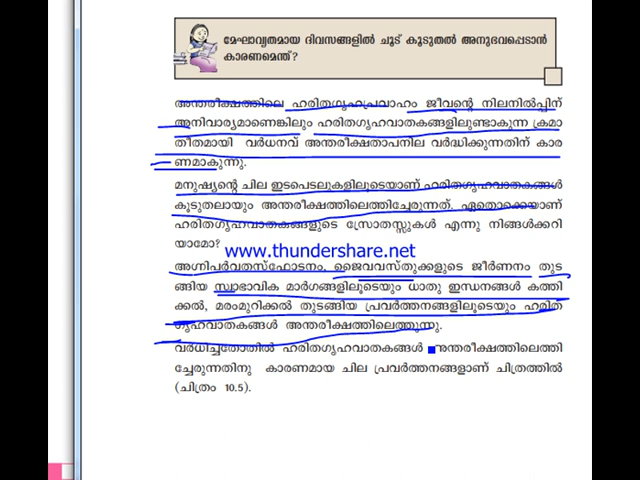 മേഘാവൃതമായ ദിവസങ്ങളിൽ ചൂട് കൂടുതൽ അനുഭവപ്പെടാൻ
കാരണമെന്ത്?
അന്തരീക്ഷത്തിലെ ഹരിതഗൃഹപ്രവാഹം ജീവന്റെ നിലനിൽപ്പിന്
അനിവാര്യമാണെങ്കിലും ഹരിതഗൃഹവാതകങ്ങളിലുണ്ടാകുന്ന ക്രമാ
തീതമായി വർധനവ് അന്തരീക്ഷതാപനില വർദ്ധിക്കുന്നതിന് കാര
ണമാകുന്നു.
മനുഷ്യന്റെ ചില ഇടപെടലുകളിലൂടെയാണ് ഹരിതഗൃഹവാതകങ്ങൾ
കൂടുതലായും അന്തരീക്ഷത്തിലെത്തിച്ചേരുന്നത്. ഏതൊക്കെയാണ്
ഹരിതഗൃഹവാതകങ്ങളുടെ സ്രോതസ്സുകൾ എന്നു നിങ്ങൾക്കറി
യാമോ?
www.thundershare.net
അഗ്നിപർവതസ്ഫോടനം, ജൈവവസ്തുക്കളുടെ ജീർണനം തുട
ങ്ങിയ സ്വാഭാവിക മാർഗങ്ങളിലൂടെയും ധാതു ഇന്ധനങ്ങൾ കത്തി
ക്കൽ, മരംമുറിക്കൽ തുടങ്ങിയ പ്രവർത്തനങ്ങളിലൂടെയും ഹരിത
ഗൃഹവാതകങ്ങൾ അന്തരീക്ഷത്തിലെത്തുന്നു.
വർധിച്ചതോതിൽ ഹരിതഗൃഹവാതകങ്ങൾ അന്തരീക്ഷത്തിലെത്തി
ച്ചേരുന്നതിനു കാരണമായ ചില പ്രവർത്തനങ്ങളാണ് ചിത്രത്തിൽ
(ചിത്രം 10.5).